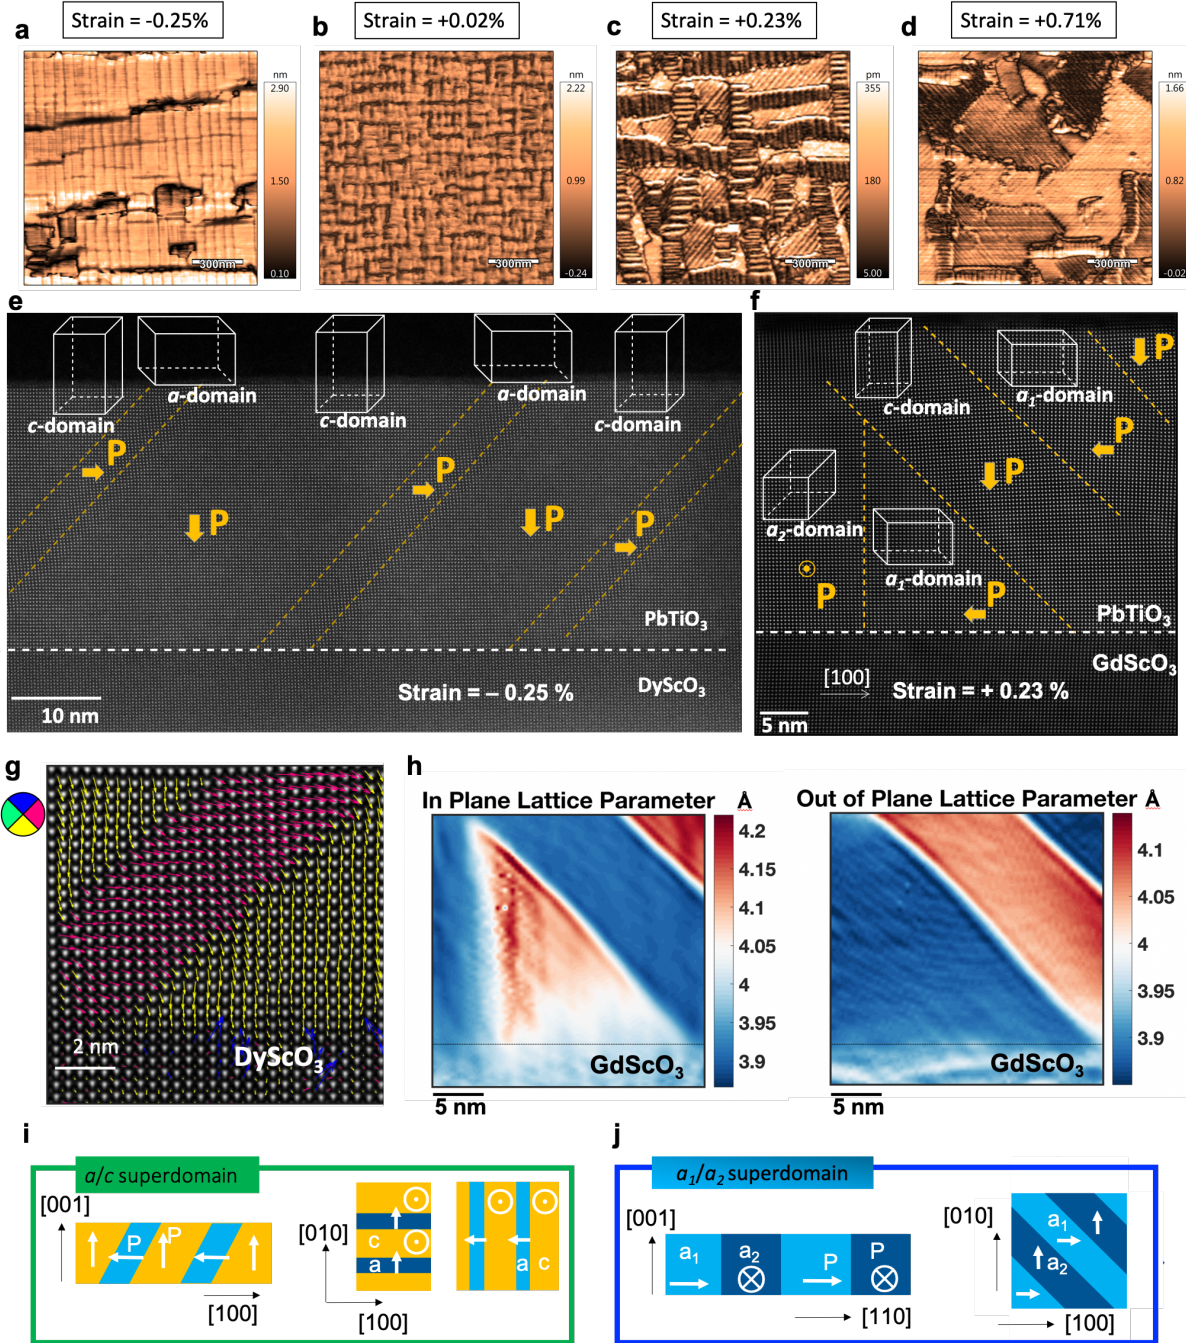 Strain = -0.25%
Strain = +0.02%
Strain = +0.23%
Strain = +0.71%
a
b
c
d
nm
2.90
1.50
0.10
300nm
nm
2.22
0.99
-0.24
300nm
pm
355
180
5.00
300nm
nm
1.66
0.82
-0.02
300nm
e
c-domain
a-domain
c-domain
a-domain
c-domain
P
P
P
P
P
PbTiO3
DyScO3
Strain = – 0.25 %
10 nm
f
c-domain
a1-domain
P
P
P
a2-domain
a1-domain
P
P
PbTiO3
GdScO3
[100]
Strain = + 0.23 %
5 nm
g
2 nm
DyScO3
h
In Plane Lattice Parameter Å
4.2
4.15
4.1
4.05
4
3.95
3.9
GdScO3
5 nm
Out of Plane Lattice Parameter Å
4.1
4.05
4
3.95
3.9
GdScO3
5 nm
i
a/c superdomain
[001]
P
P
[100]
[010]
c
a
[100]
a
c
j
a1/a2 superdomain
[001]
a1
a2
P
P
[110]
[010]
a1
a2
[100]